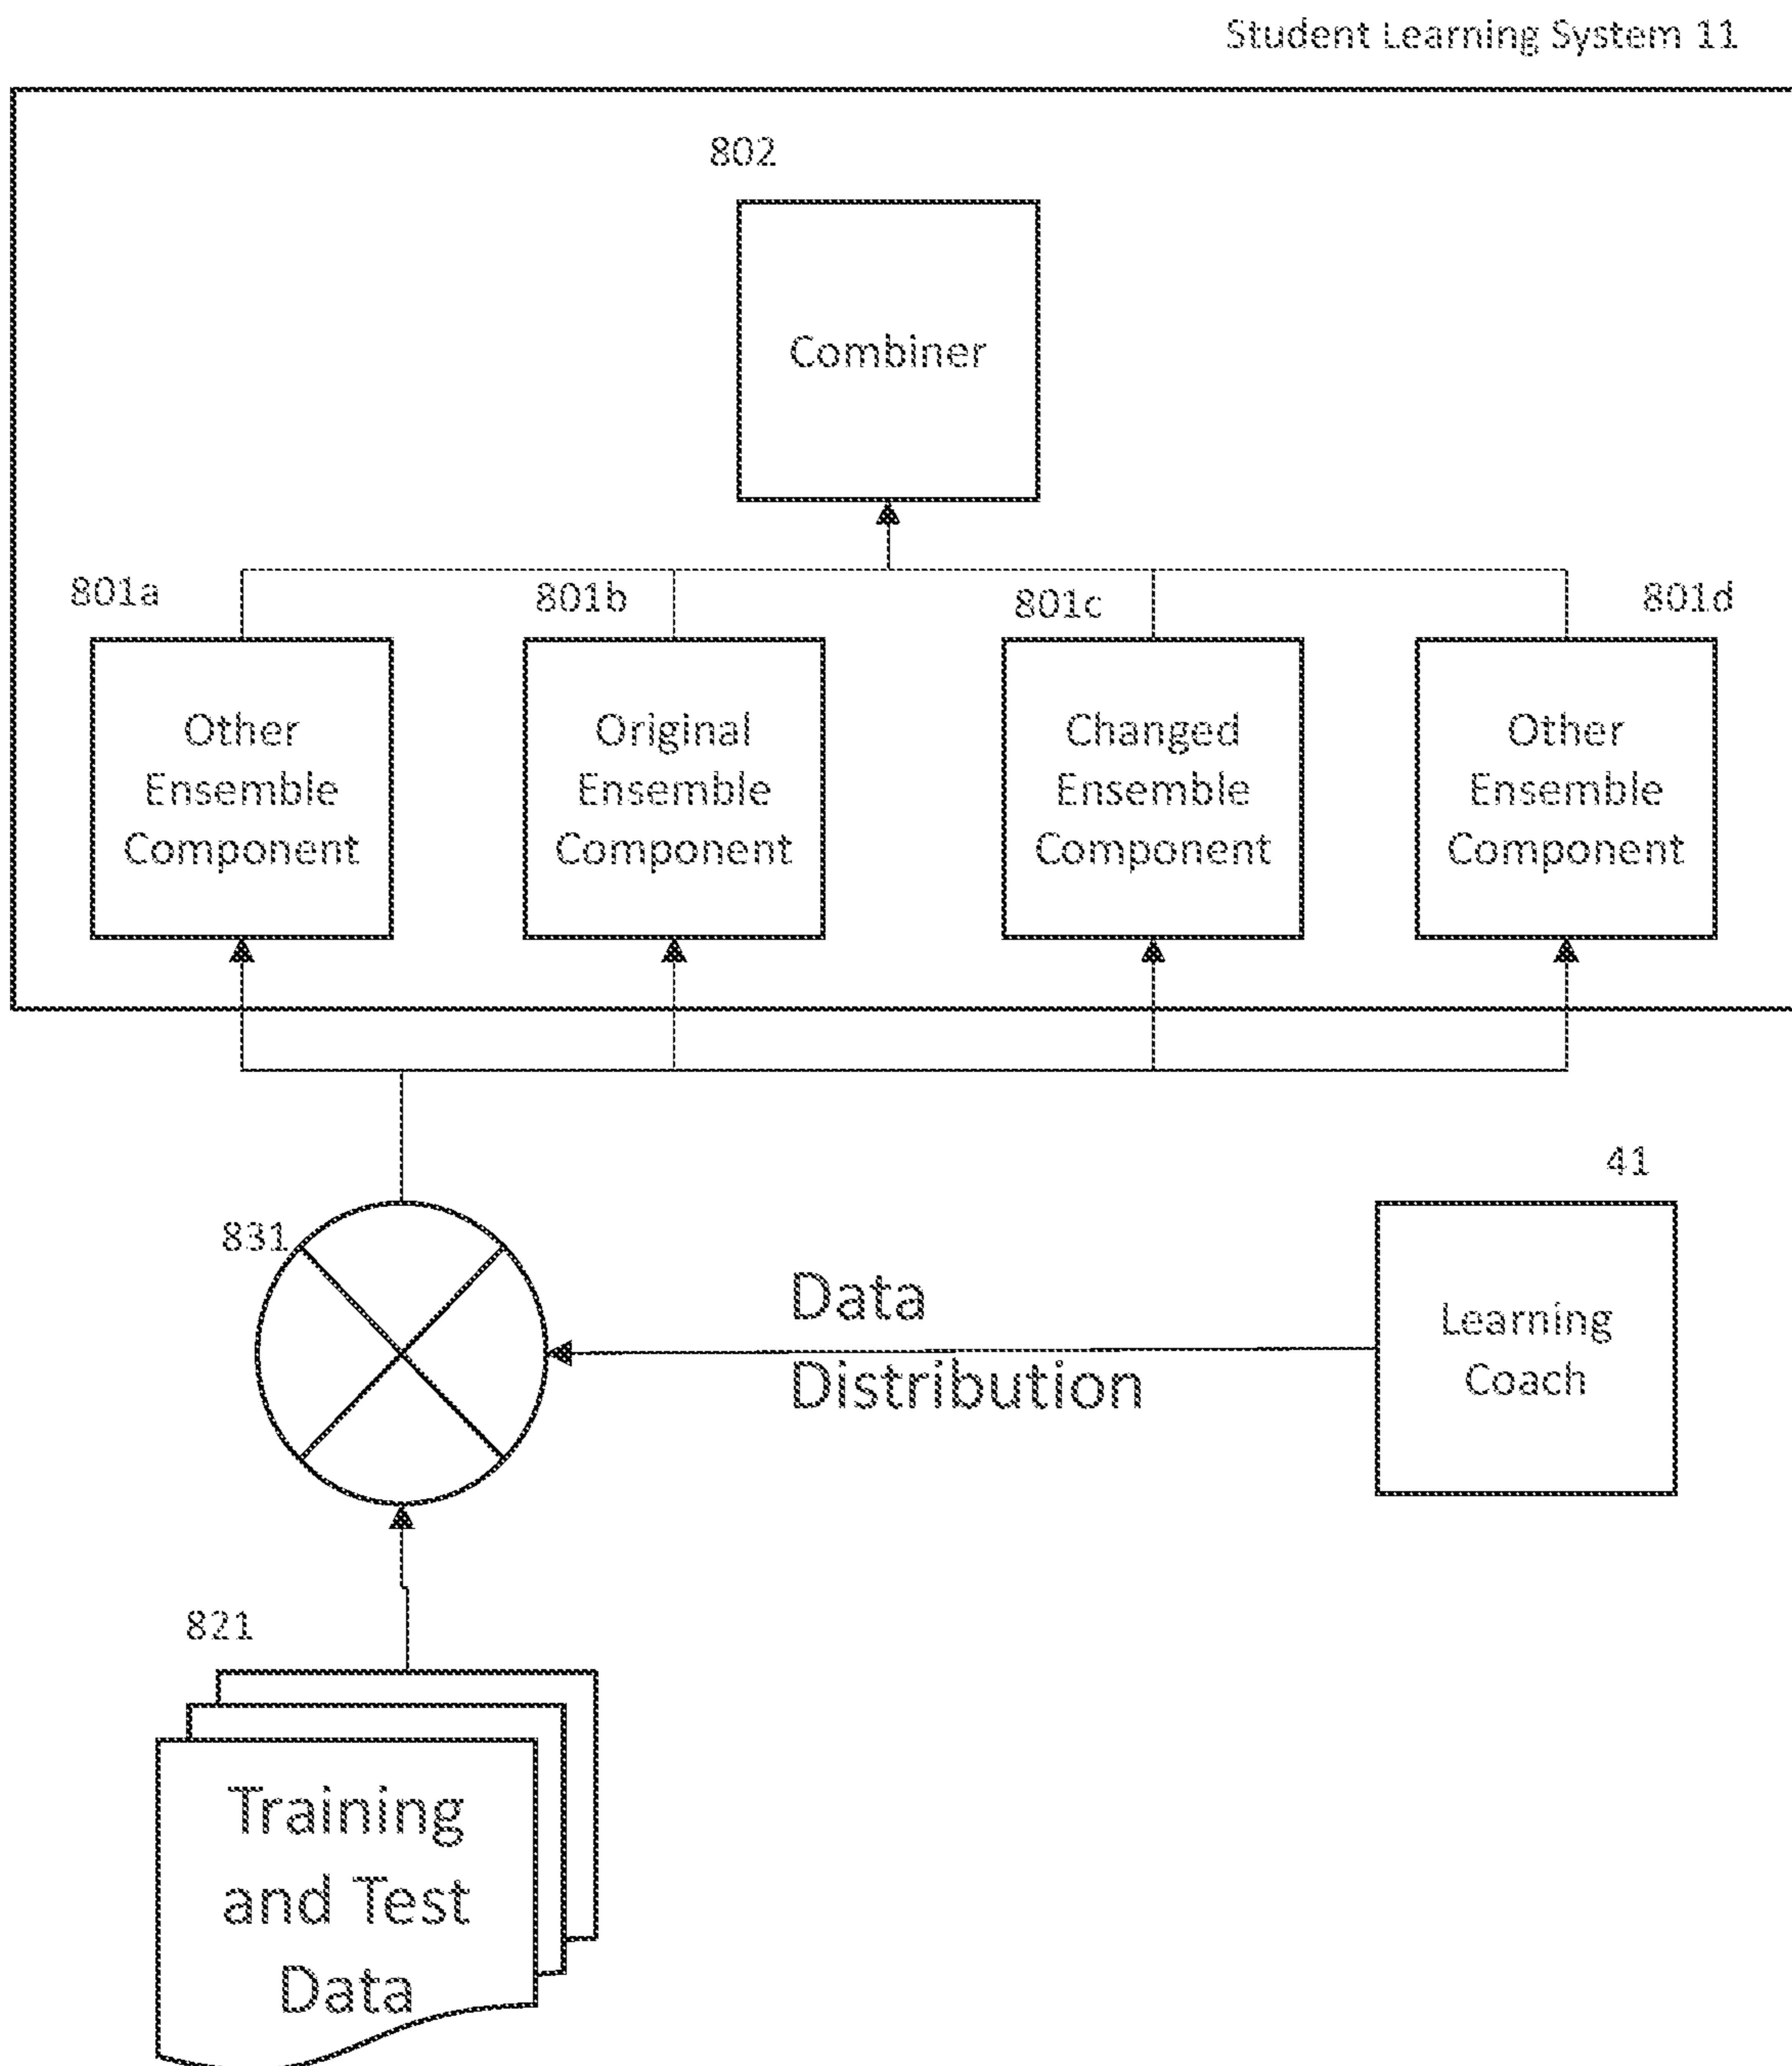 Student Learning System 11
802
Combiner
801a
801b
801c
801d
Other
Ensemble
Component
Original
Ensemble
Component
Changed
Ensemble
Component
Other
Ensemble
Component
41
831
Data
Distribution
Learning
Coach
821
Training
and Test
Data